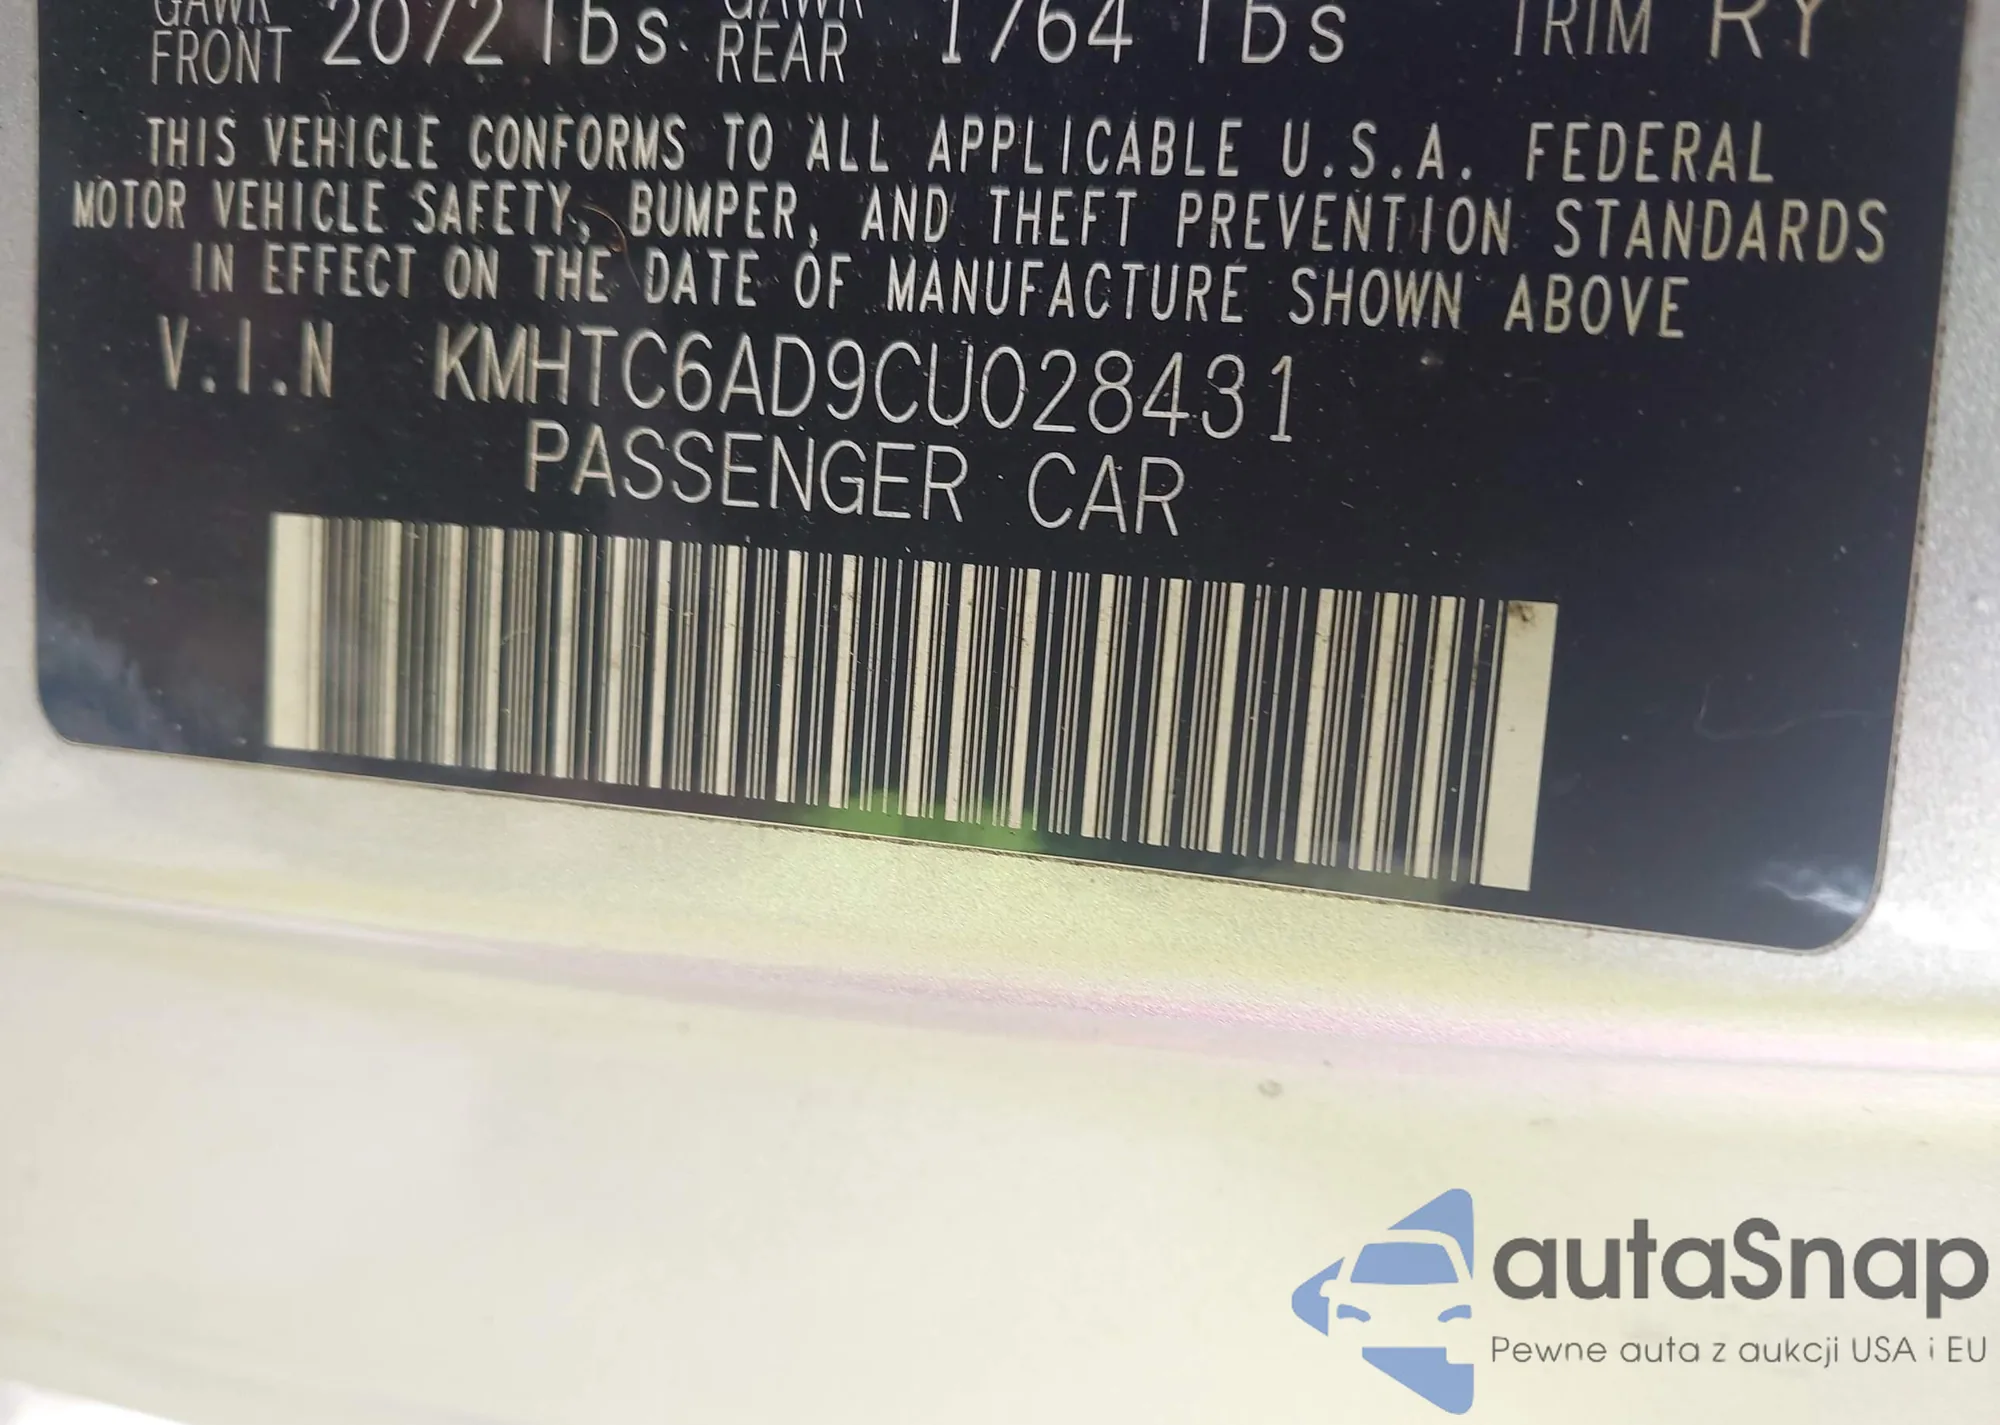 GAWR FRONT 2072 lbs. GAWR REAR 1764 lbs TRIM RY
THIS VEHICLE CONFORMS TO ALL APPLICABLE U.S.A. FEDERAL
MOTOR VEHICLE SAFETY, BUMPER, AND THEFT PREVENTION STANDARDS
IN EFFECT ON THE DATE OF MANUFACTURE SHOWN ABOVE
V.I.N KMHTC6AD9CU028431
PASSENGER CAR
autaSnap
Pewne auta z aukcji USA i EU